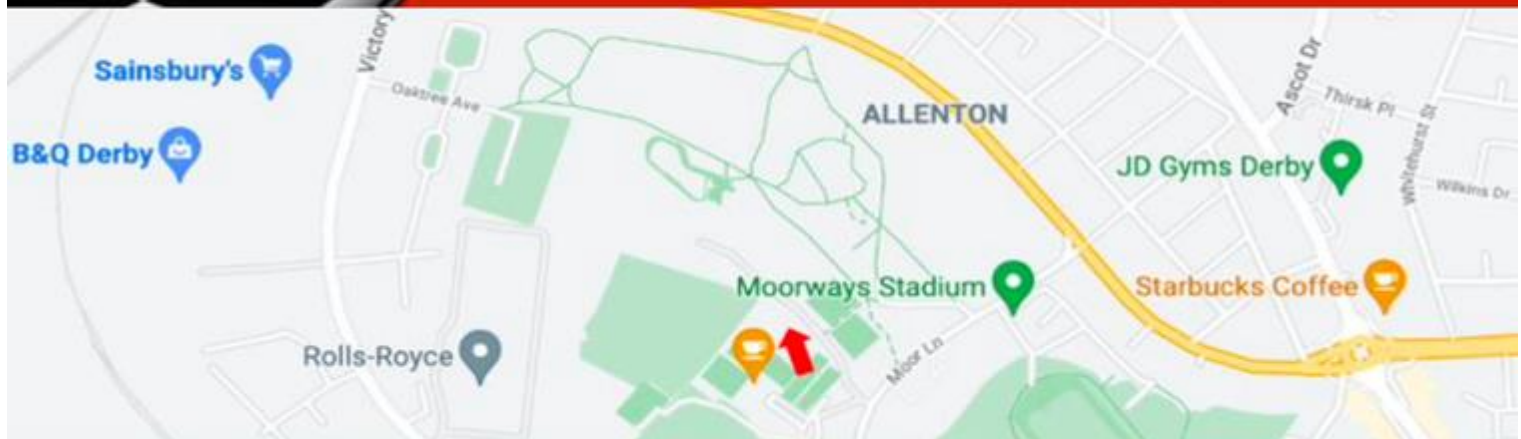 Victory
Sainsbury's
Oaktree Ave
B&Q Derby
ALLENTON
Ascot Dr
Thirsk Pl
Whitehurst St
JD Gyms Derby
Wilkins Dr
Moorways Stadium
Starbucks Coffee
Rolls-Royce
Moor Ln